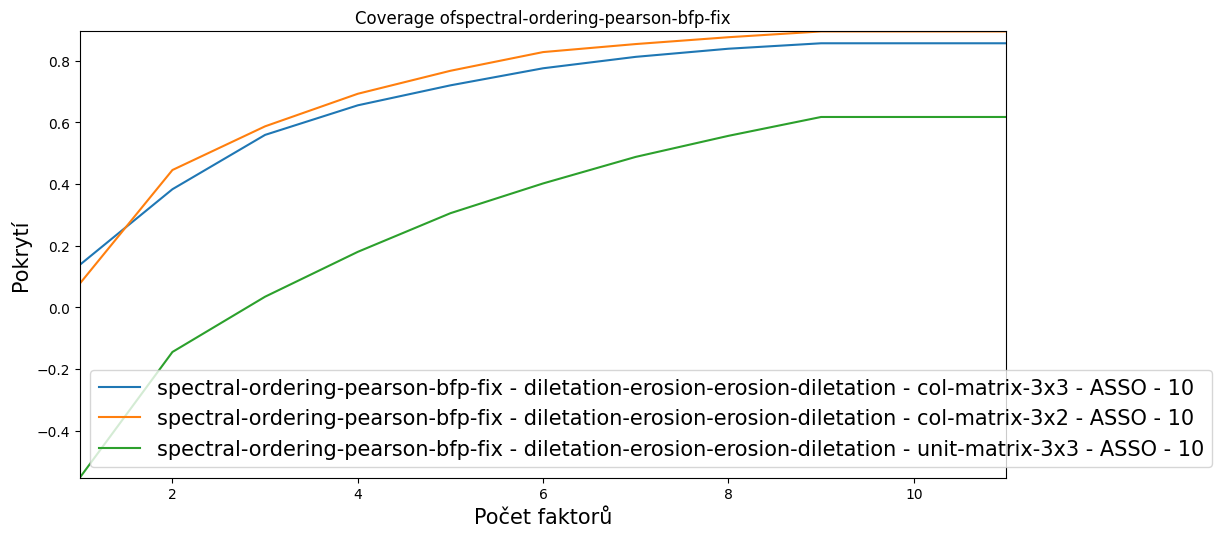 Coverage ofspectral-ordering-pearson-bfp-fix
Pokrytí
0.8
0.6
0.4
0.2
0.0
−0.2
−0.4
spectral-ordering-pearson-bfp-fix - diletation-erosion-erosion-diletation - col-matrix-3x3 - ASSO - 10
spectral-ordering-pearson-bfp-fix - diletation-erosion-erosion-diletation - col-matrix-3x2 - ASSO - 10
spectral-ordering-pearson-bfp-fix - diletation-erosion-erosion-diletation - unit-matrix-3x3 - ASSO - 10
2 4 6 8 10
Počet faktorů